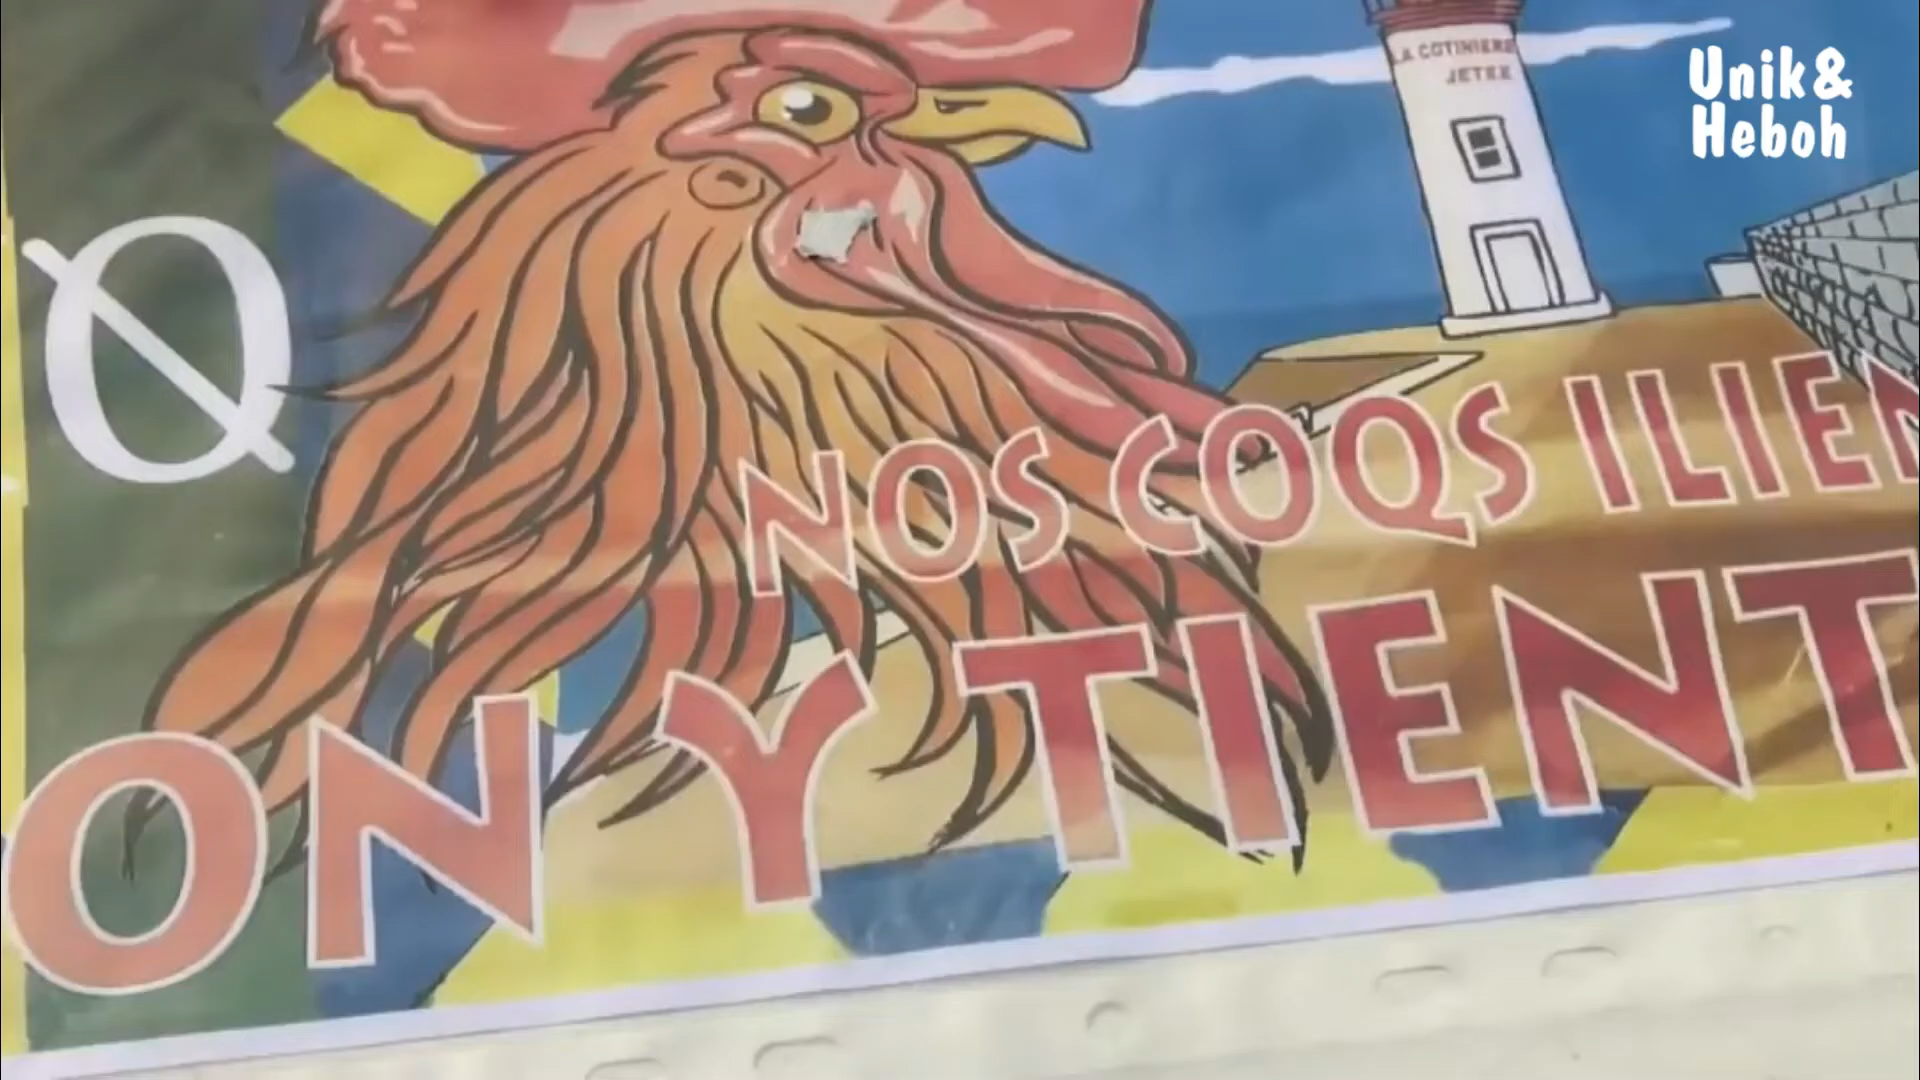 LA COTINIERE
JETEE
Unik&
Heboh
Q
NOS COQS ILIEN
ON Y TIENT